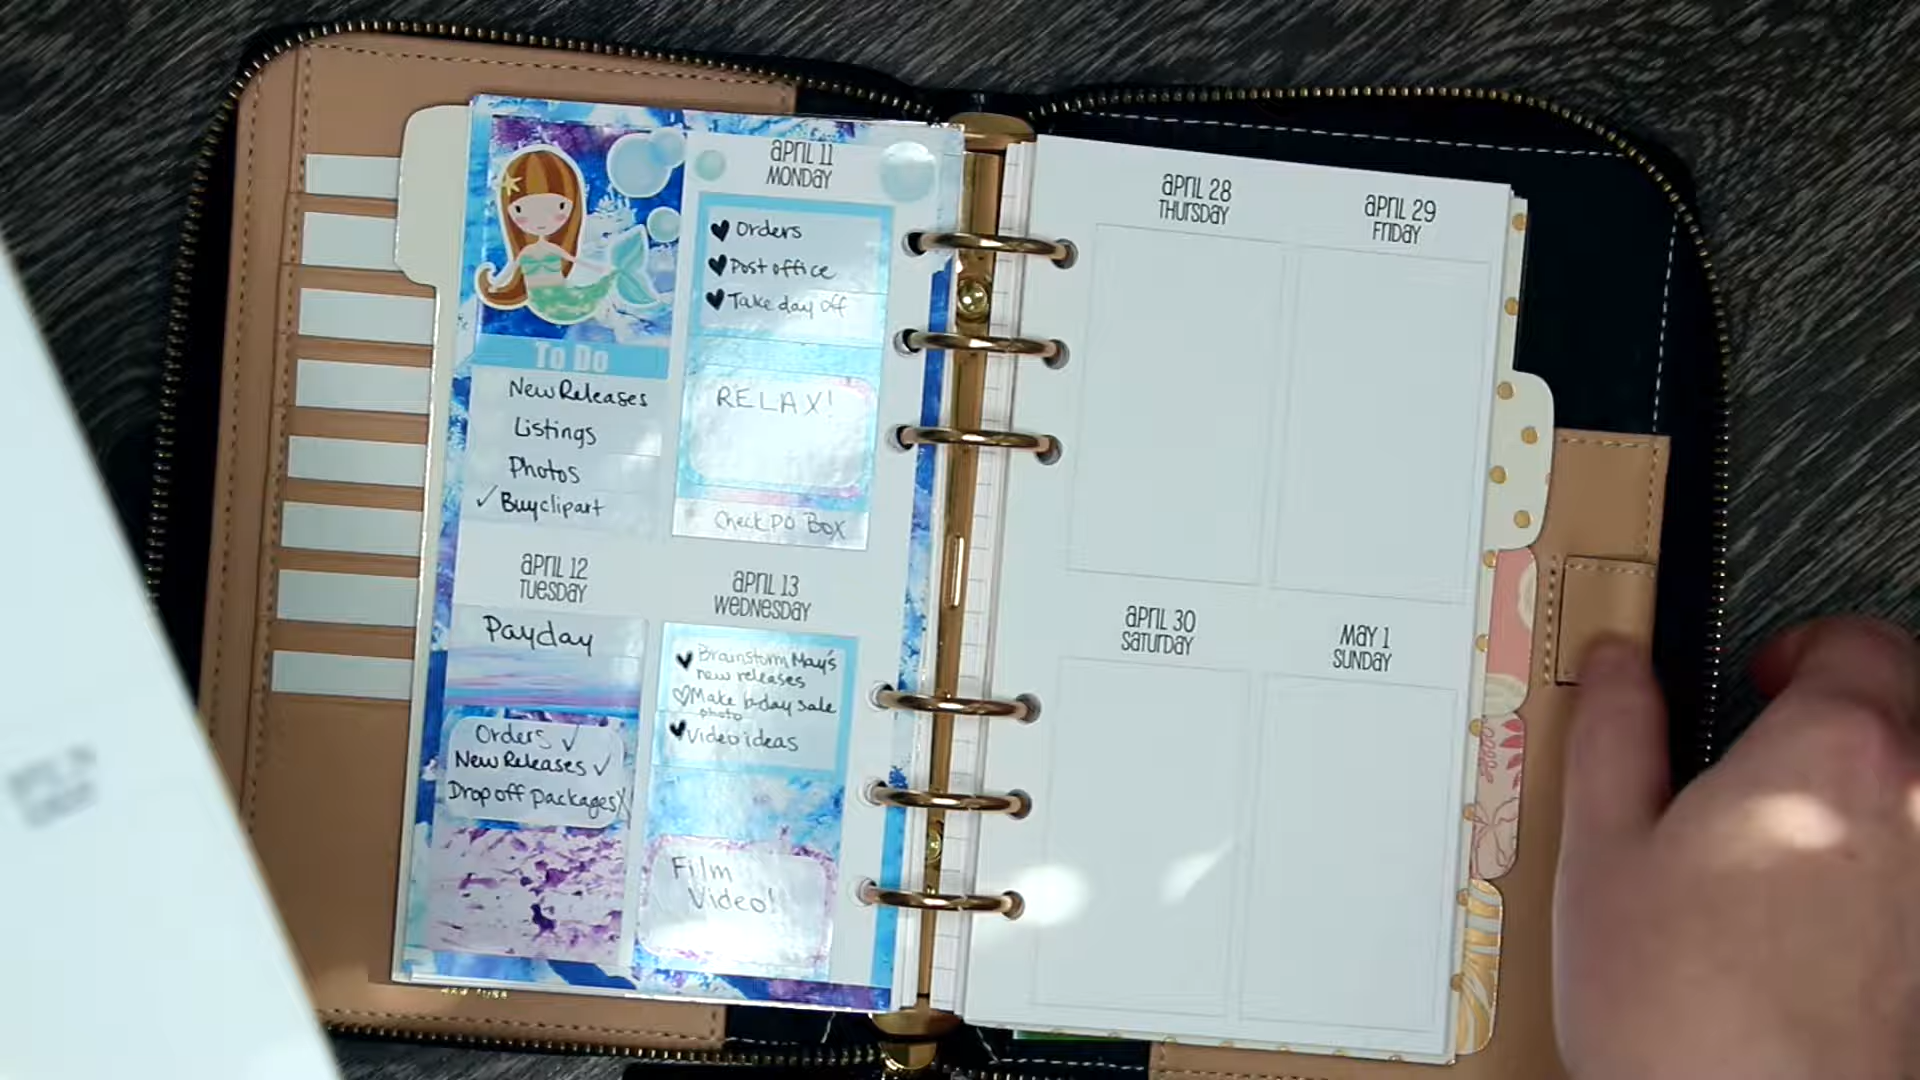 To Do
New Releases
Listings
Photos
✓ Buy clipart
APRIL 11
MONDAY
Orders
Post office
Take day off
RELAX!
Check PO Box
APRIL 12
TUESDAY
Payday
Orders ✓
New Releases ✓
Drop off packages X
APRIL 13
WEDNESDAY
Brainstorm May's
new releases
Make b-day sale
photo
Video ideas
Film
Video!
APRIL 28
THURSDAY
APRIL 29
FRIDAY
APRIL 30
SATURDAY
MAY 1
SUNDAY